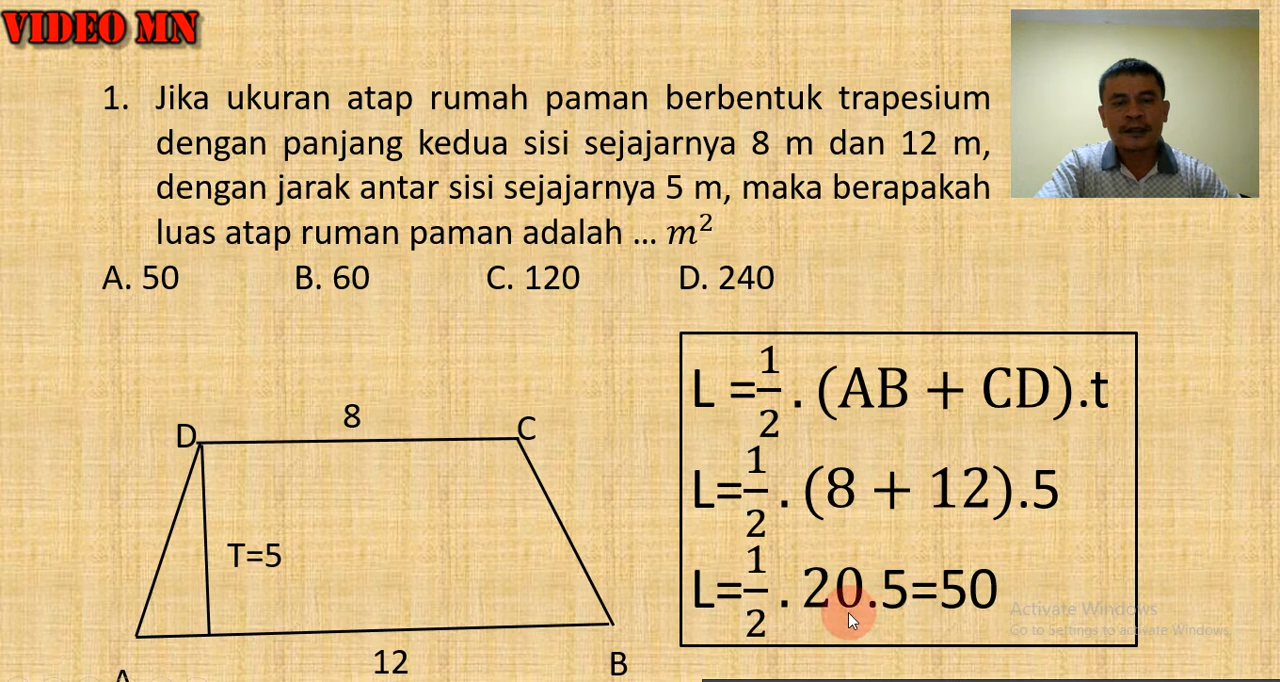 VIDEO MN
1. Jika ukuran atap rumah paman berbentuk trapesium
dengan panjang kedua sisi sejajarnya 8 m dan 12 m,
dengan jarak antar sisi sejajarnya 5 m, maka berapakah
luas atap ruman paman adalah ... m²
A. 50 B. 60 C. 120 D. 240
8
D C
T=5
12
A B
L =1/2 . (AB + CD).t
L=1/2 . (8 + 12).5
L=1/2 . 20.5=50
Activate Windows
Go to Settings to activate Windows.